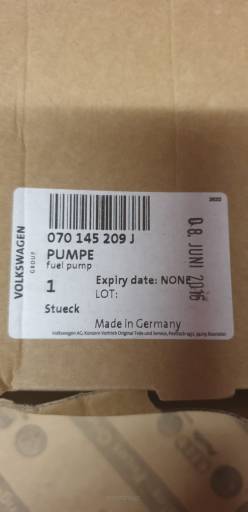 3620
070 145 209 J
PUMPE
fuel pump
1
Expiry date: NONE
LOT:
Stueck
Made in Germany
VOLKSWAGEN
GROUP
08. JUNI 2016